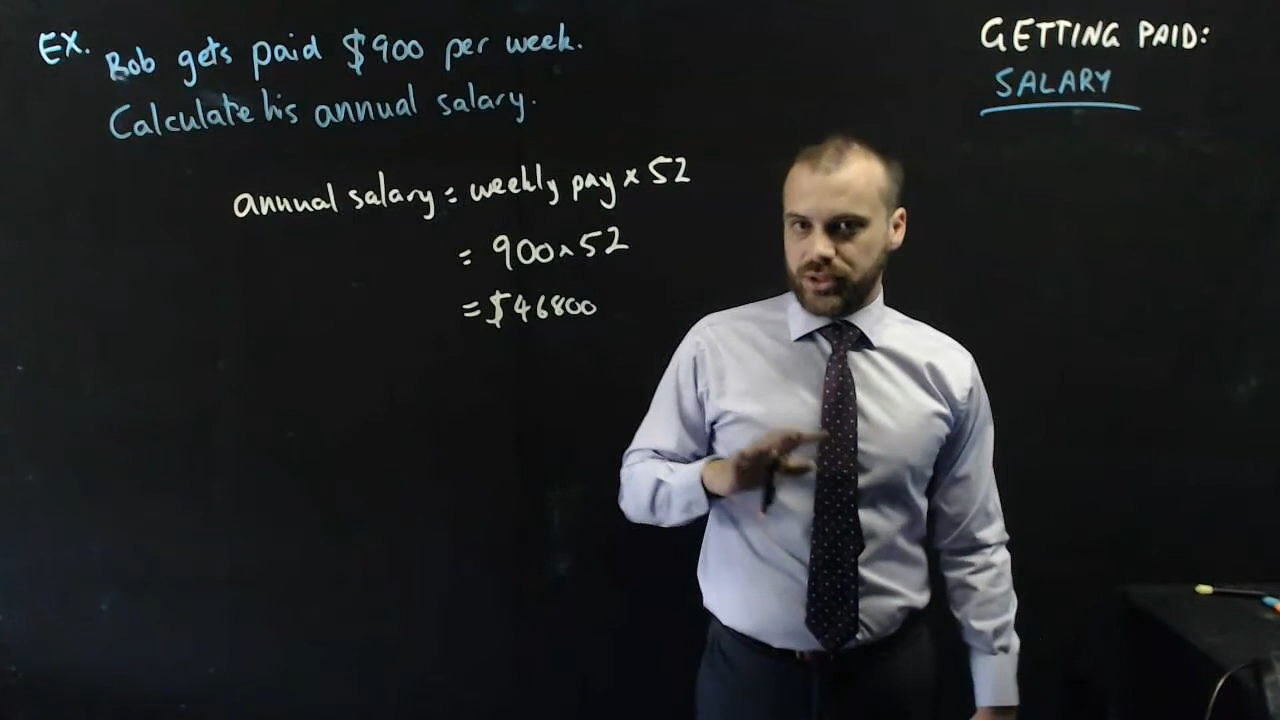 EX. Bob gets paid $900 per week.
Calculate his annual salary.
annual salary = weekly pay × 52
= 900 × 52
= $46800
GETTING PAID:
SALARY